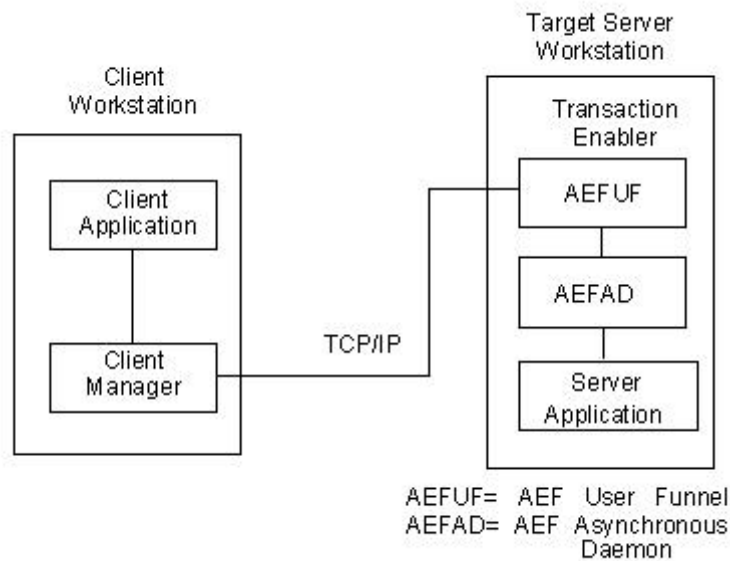 Client
Workstation
Client
Application
Client
Manager
TCP/IP
Target Server
Workstation
Transaction
Enabler
AEFUF
AEFAD
Server
Application
AEFUF= AEF User Funnel
AEFAD= AEF Asynchronous
Daemon